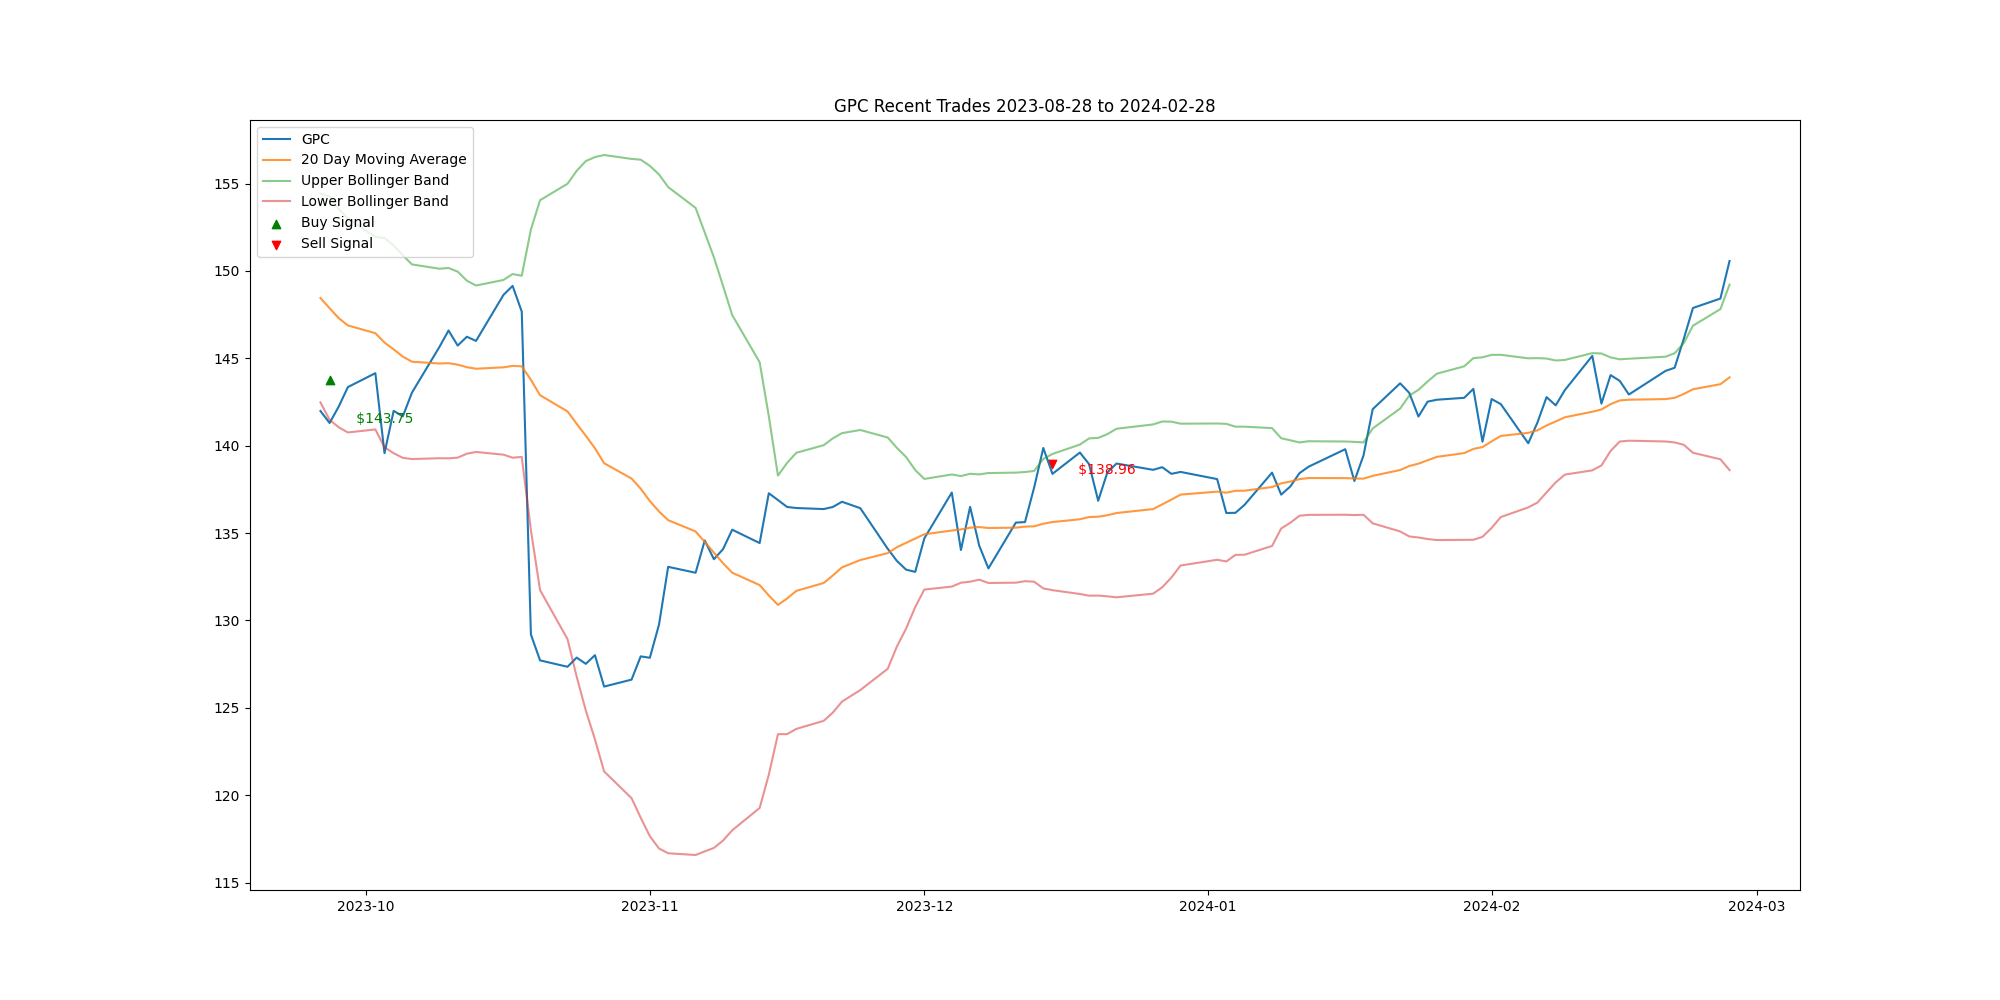 GPC Recent Trades 2023-08-28 to 2024-02-28
GPC
20 Day Moving Average
Upper Bollinger Band
Lower Bollinger Band
Buy Signal
Sell Signal
155
150
145
140
135
130
125
120
115
$143.75
$138.96
2023-10
2023-11
2023-12
2024-01
2024-02
2024-03